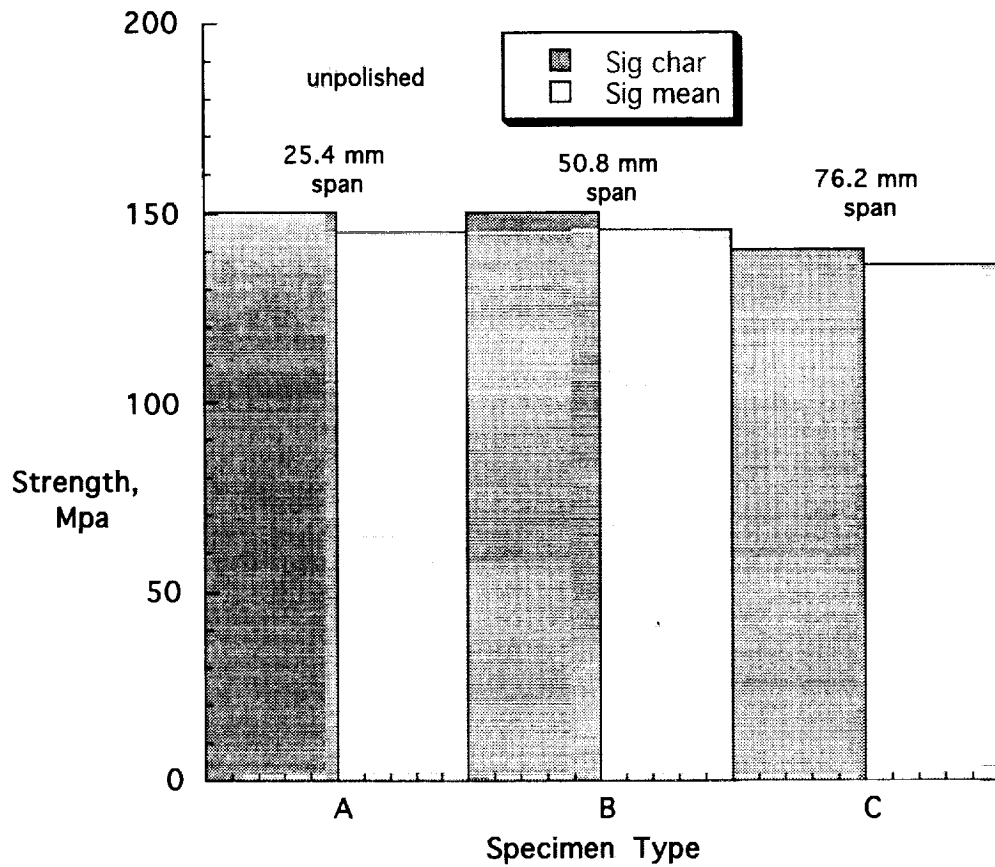 200
unpolished
Sig char
Sig mean
25.4 mm
span
50.8 mm
span
76.2 mm
span
150
100
Strength,
Mpa
50
0
A
B
C
Specimen Type